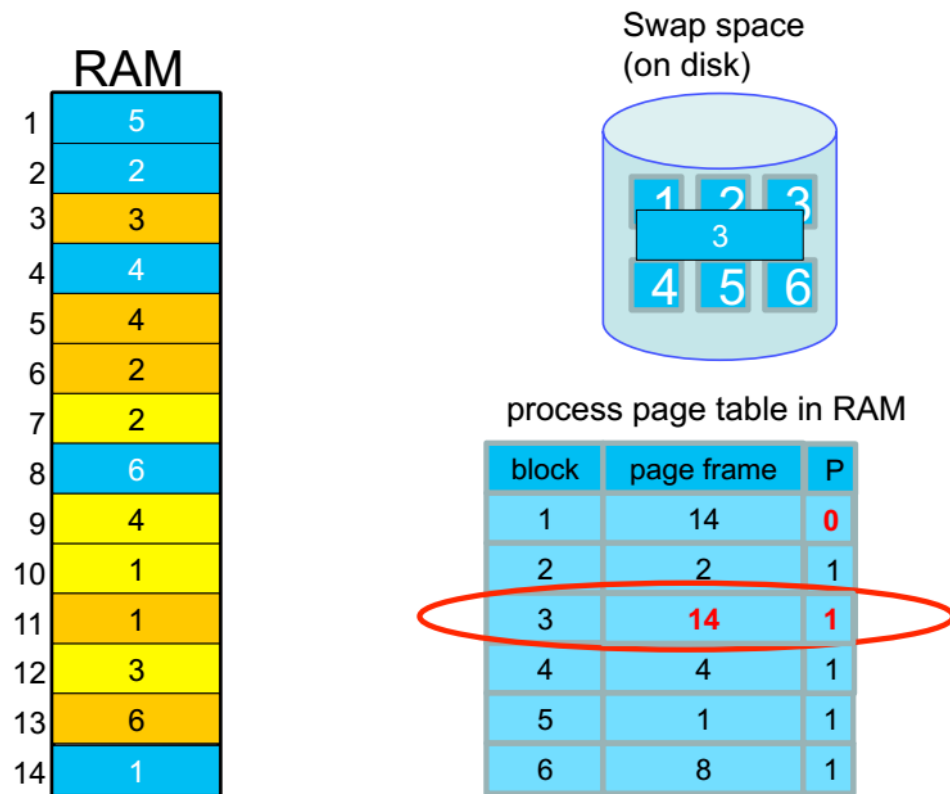 RAM
1 5
2 2
3 3
4 4
5 4
6 2
7 2
8 6
9 4
10 1
11 1
12 3
13 6
14 1
Swap space
(on disk)
1 2 3
3
4 5 6
process page table in RAM
block page frame P
1 14 0
2 2 1
3 14 1
4 4 1
5 1 1
6 8 1